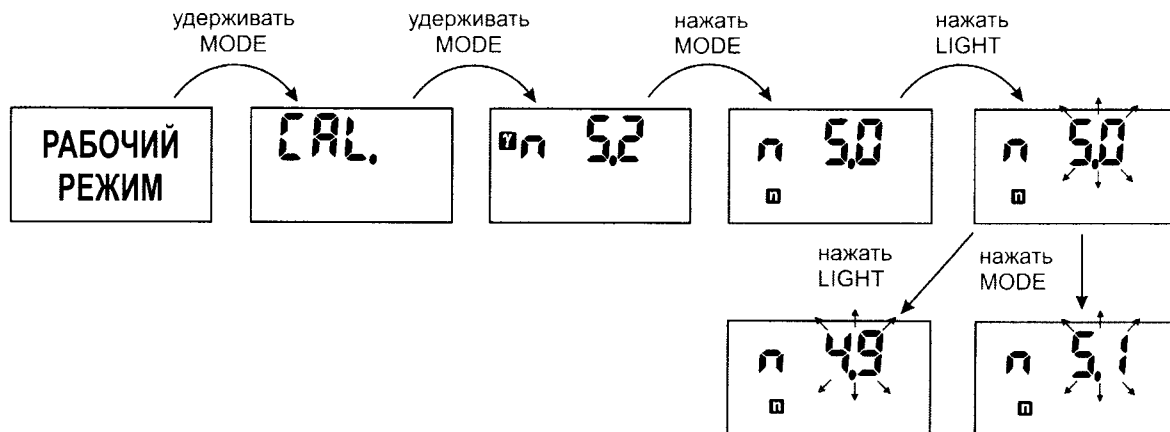 удерживать
MODE
удерживать
MODE
нажать
MODE
нажать
LIGHT
РАБОЧИЙ
РЕЖИМ
CAL.
γ n 5.2
n 5.0
n
n 5.0
n
нажать
LIGHT
нажать
MODE
n 4.9
n
n 5.1
n